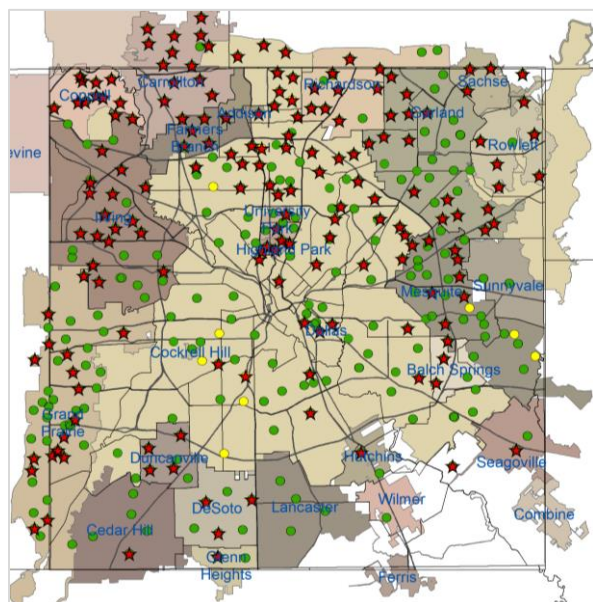 Coppell
Carrollton
Richardson
Sachse
Addison
Garland
Farmers
Branch
Rowlett
evine
Irving
University
Park
Highland Park
Mesquite
Sunnyvale
Dallas
Cockrell Hill
Balch Springs
Grand
Prairie
Duncanville
Hutchins
Seagoville
DeSoto
Lancaster
Wilmer
Combine
Cedar Hill
Glenn
Heights
Ferris